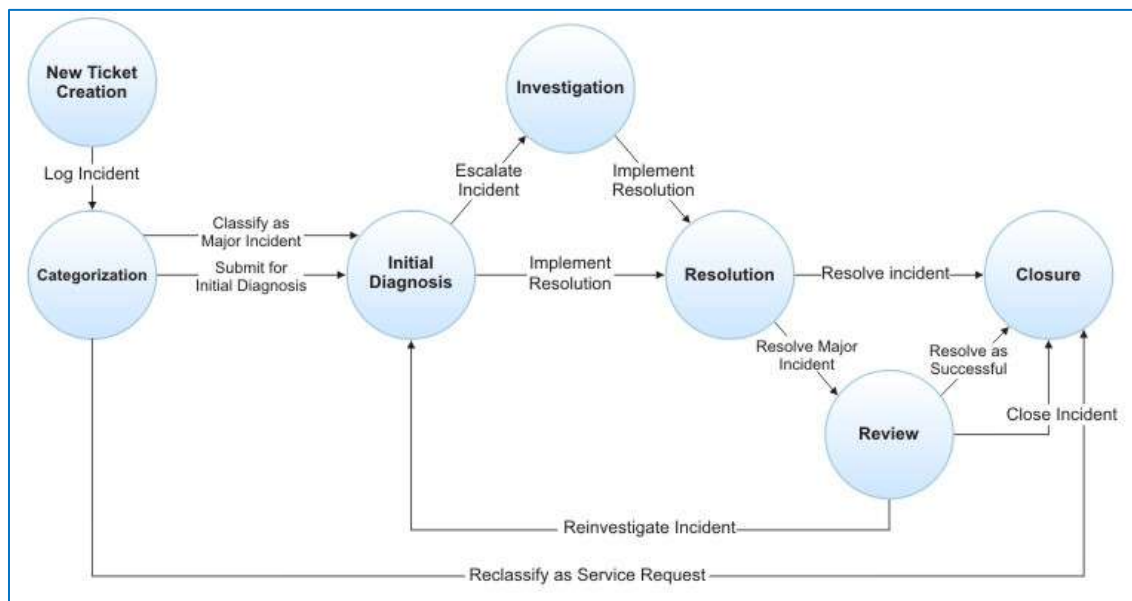 New Ticket
Creation
Investigation
Log Incident
Escalate
Incident
Implement
Resolution
Classify as
Major Incident
Categorization
Submit for
Initial Diagnosis
Initial
Diagnosis
Implement
Resolution
Resolution
Resolve incident
Closure
Resolve Major
Incident
Resolve as
Successful
Close Incident
Review
Reinvestigate Incident
Reclassify as Service Request